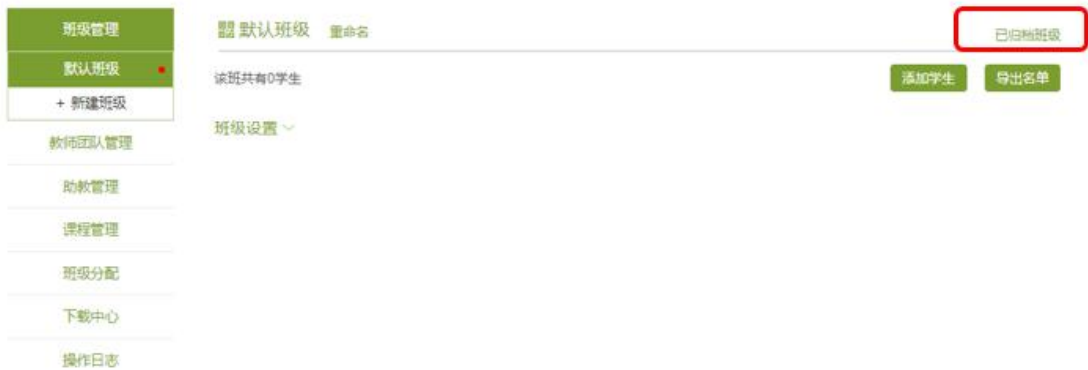 班级管理
默认班级
+ 新建班级
教师团队管理
助教管理
课程管理
班级分配
下载中心
操作日志
默认班级 重命名
已归档班级
该班共有0学生
添加学生
导出名单
班级设置